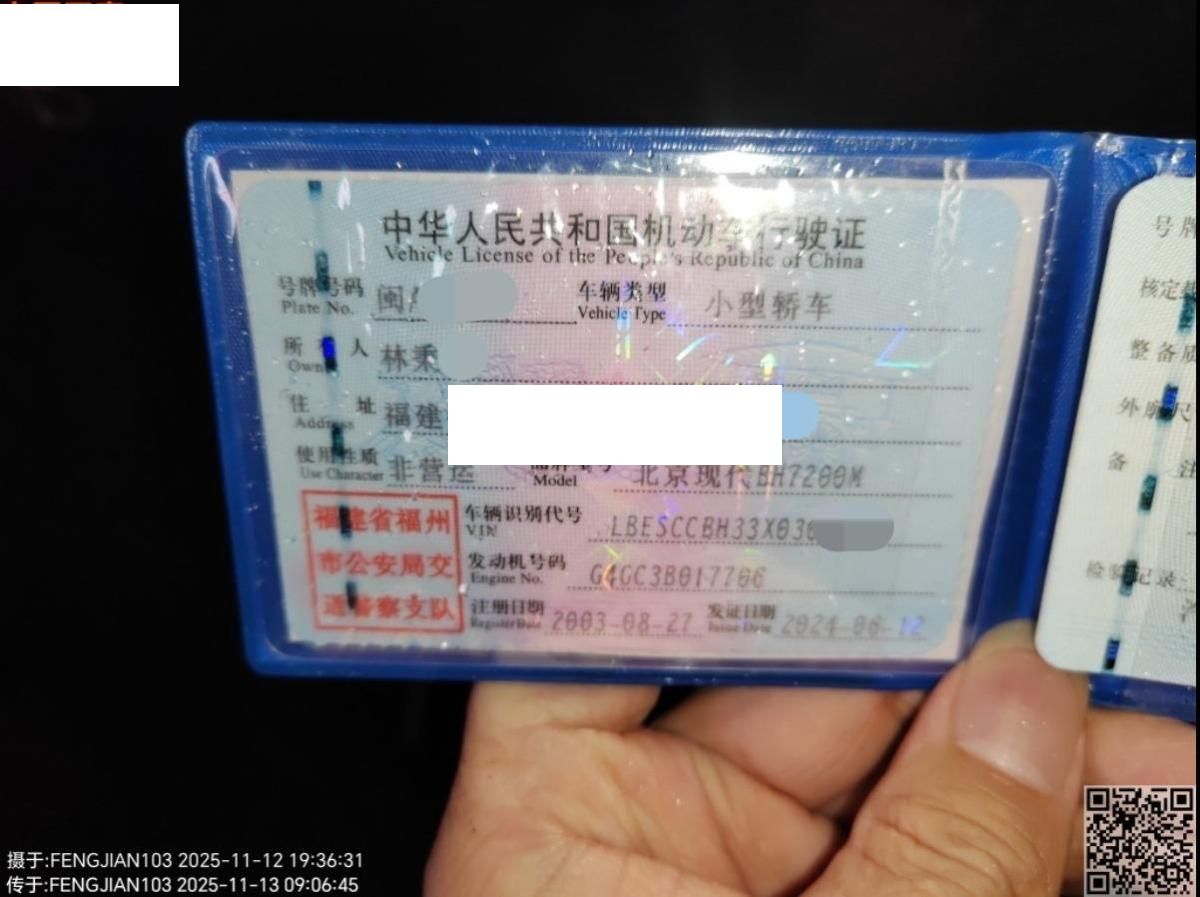 中华人民共和国机动车行驶证
Vehicle License of the People's Republic of China
号牌号码 闽 车辆类型 小型轿车
Plate No. Vehicle Type
所有人 林秉
Owner
住址 福建
Address
使用性质 非营运 北京现代BH7200M
Use Character Model
车辆识别代号 LBESCCBH33X03
VIN
发动机号码 G4GC3B017706
Engine No.
注册日期 2003-08-27 发证日期 2024-06-12
Register Date Issue Date
福建省福州
市公安局交
通警察支队
号牌
核定
整备质
外廓尺
备
检验记录
摄于:FENGJIAN103 2025-11-12 19:36:31
传于:FENGJIAN103 2025-11-13 09:06:45